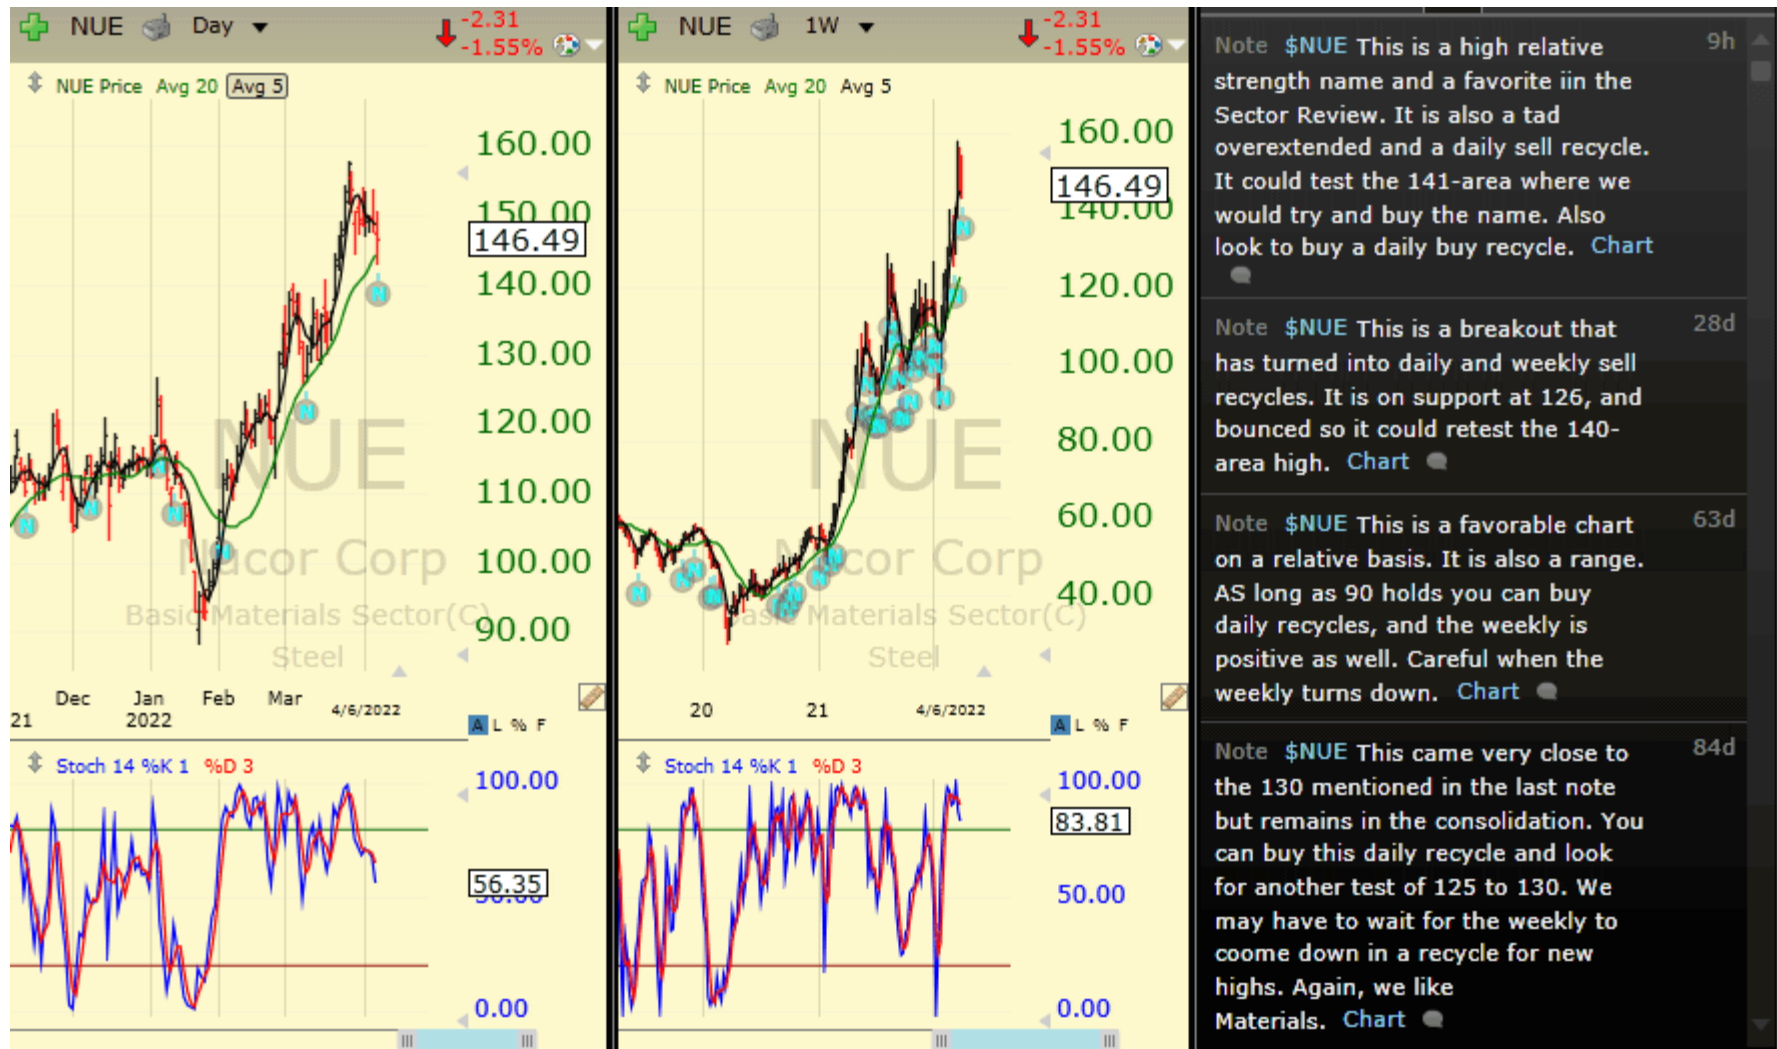 NUE Day
-2.31
-1.55%
NUE Price Avg 20 Avg 5
160.00
150.00
146.49
140.00
130.00
120.00
110.00
100.00
90.00
NUE
Nucor Corp
Basic Materials Sector(C)
Steel
Dec Jan Feb Mar 4/6/2022
21 2022
A L % F
Stoch 14 %K 1 %D 3
100.00
56.35
50.00
0.00
NUE 1W
-2.31
-1.55%
NUE Price Avg 20 Avg 5
160.00
146.49
140.00
120.00
100.00
80.00
60.00
40.00
NUE
Nucor Corp
Basic Materials Sector(C)
Steel
20 21 4/6/2022
A L % F
Stoch 14 %K 1 %D 3
100.00
83.81
50.00
0.00
Note $NUE This is a high relative 9h
strength name and a favorite iin the
Sector Review. It is also a tad
overextended and a daily sell recycle.
It could test the 141-area where we
would try and buy the name. Also
look to buy a daily buy recycle. Chart
Note $NUE This is a breakout that 28d
has turned into daily and weekly sell
recycles. It is on support at 126, and
bounced so it could retest the 140-
area high. Chart
Note $NUE This is a favorable chart 63d
on a relative basis. It is also a range.
AS long as 90 holds you can buy
daily recycles, and the weekly is
positive as well. Careful when the
weekly turns down. Chart
Note $NUE This came very close to 84d
the 130 mentioned in the last note
but remains in the consolidation. You
can buy this daily recycle and look
for another test of 125 to 130. We
may have to wait for the weekly to
coome down in a recycle for new
highs. Again, we like
Materials. Chart